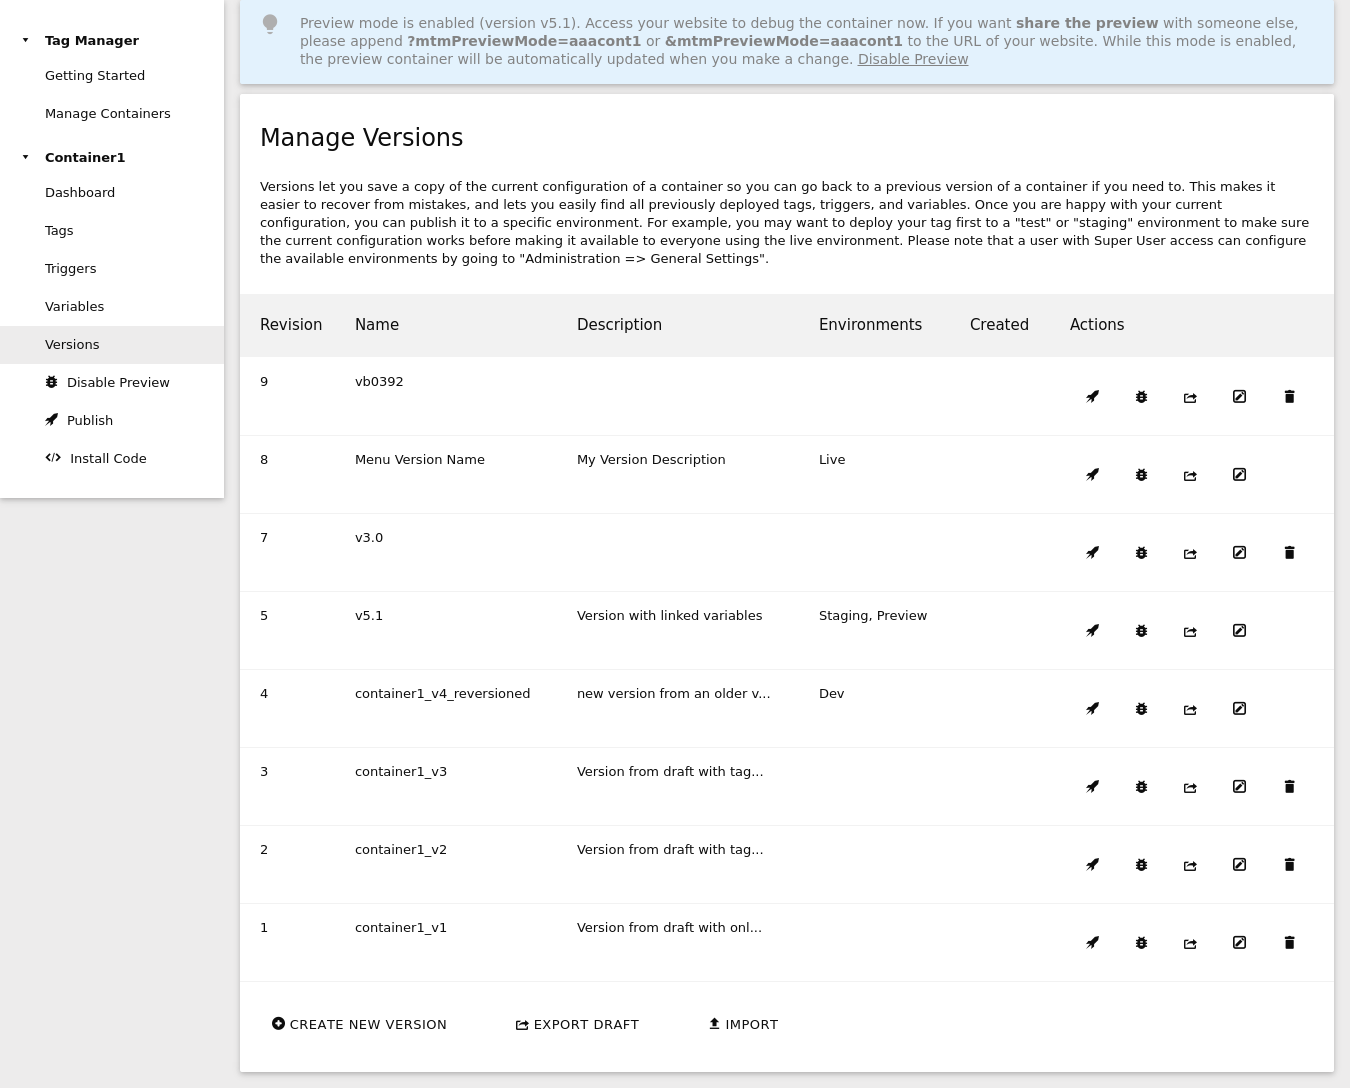 Tag Manager
Getting Started
Manage Containers
Container1
Dashboard
Tags
Triggers
Variables
Versions
Disable Preview
Publish
Install Code
Preview mode is enabled (version v5.1). Access your website to debug the container now. If you want share the preview with someone else,
please append ?mtmPreviewMode=aaacont1 or &mtmPreviewMode=aaacont1 to the URL of your website. While this mode is enabled,
the preview container will be automatically updated when you make a change. Disable Preview
Manage Versions
Versions let you save a copy of the current configuration of a container so you can go back to a previous version of a container if you need to. This makes it
easier to recover from mistakes, and lets you easily find all previously deployed tags, triggers, and variables. Once you are happy with your current
configuration, you can publish it to a specific environment. For example, you may want to deploy your tag first to a "test" or "staging" environment to make sure
the current configuration works before making it available to everyone using the live environment. Please note that a user with Super User access can configure
the available environments by going to "Administration => General Settings".
Revision Name Description Environments Created Actions
9 vb0392
8 Menu Version Name My Version Description Live
7 v3.0
5 v5.1 Version with linked variables Staging, Preview
4 container1_v4_reversioned new version from an older v... Dev
3 container1_v3 Version from draft with tag...
2 container1_v2 Version from draft with tag...
1 container1_v1 Version from draft with onl...
CREATE NEW VERSION EXPORT DRAFT IMPORT